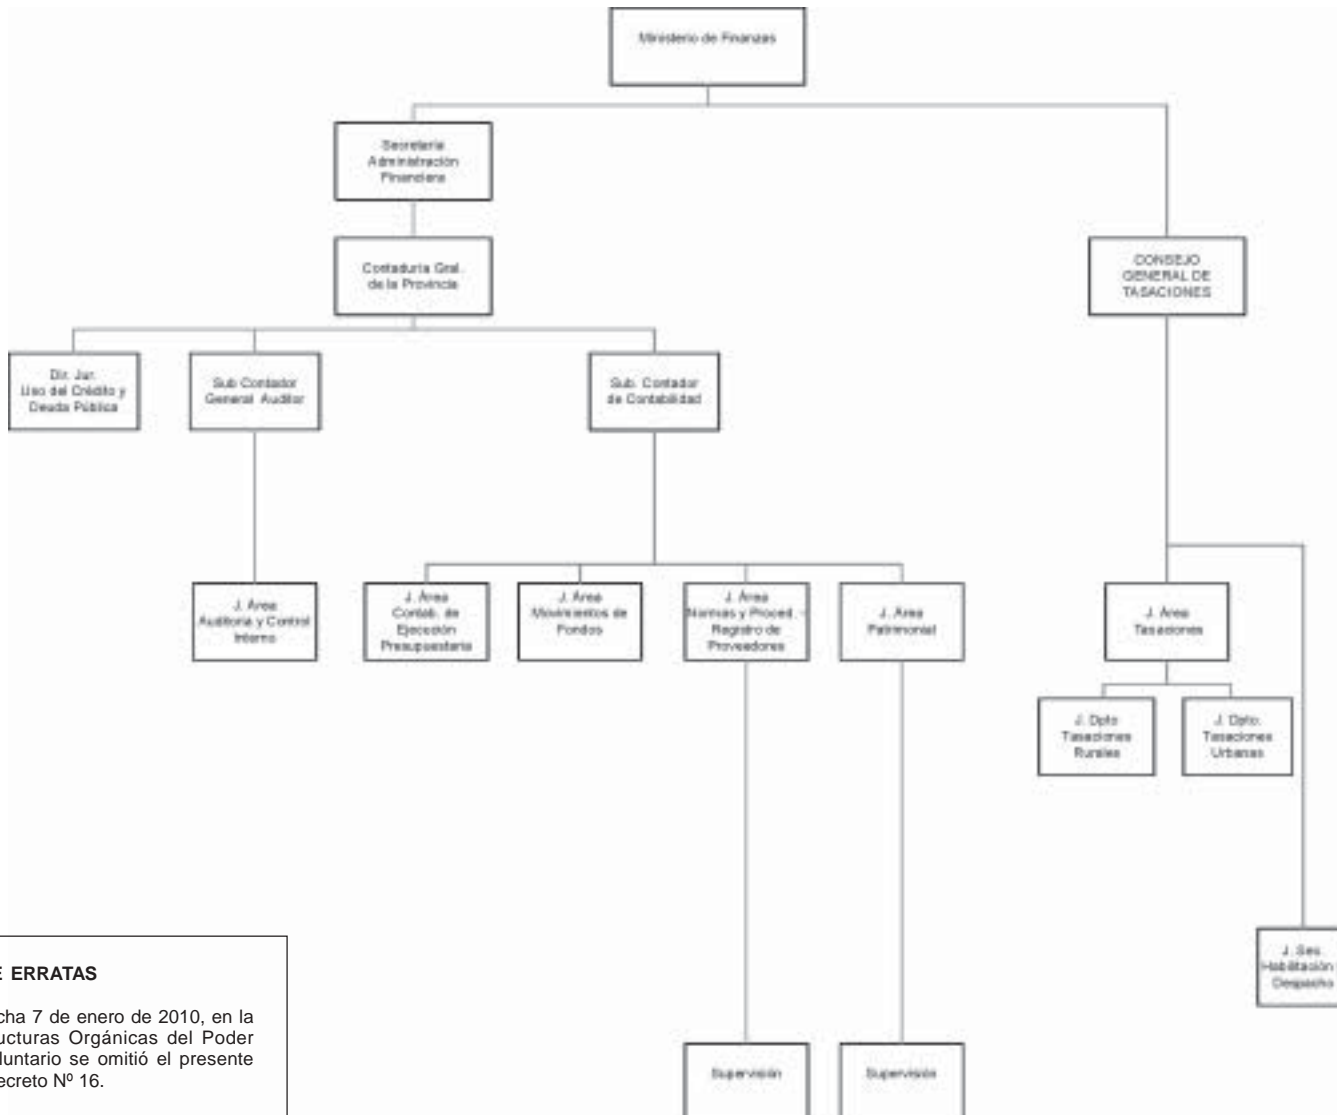 Ministerio de Finanzas
Secretaría
Administración
Financiera
Contaduría Gral.
de la Provincia
CONSEJO
GENERAL DE
TASACIONES
Dir. Jur.
Uso del Crédito y
Deuda Pública
Sub Contador
General Auditor
Sub. Contador
de Contabilidad
J. Área
Auditoria y Control
Interno
J. Área
Contab. de
Ejecución
Presupuestaria
J. Área
Movimientos de
Fondos
J. Área
Normas y Proced. -
Registro de
Proveedores
J. Área
Patrimonial
J. Área
Tasaciones
J. Dpto
Tasaciones
Rurales
J. Dpto.
Tasaciones
Urbanas
J. Sec.
Habilitación
Despacho
Supervisión
Supervisión
E ERRATAS
cha 7 de enero de 2010, en la
ucturas Orgánicas del Poder
luntario se omitió el presente
ecreto Nº 16.